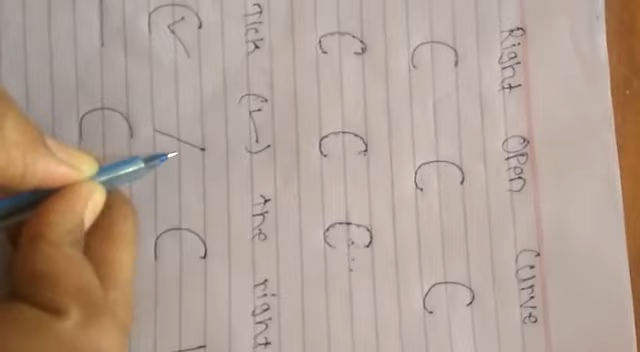 Right open curve
C C C
C C C
Tick (✓) the right
C ✓ / C |
| C